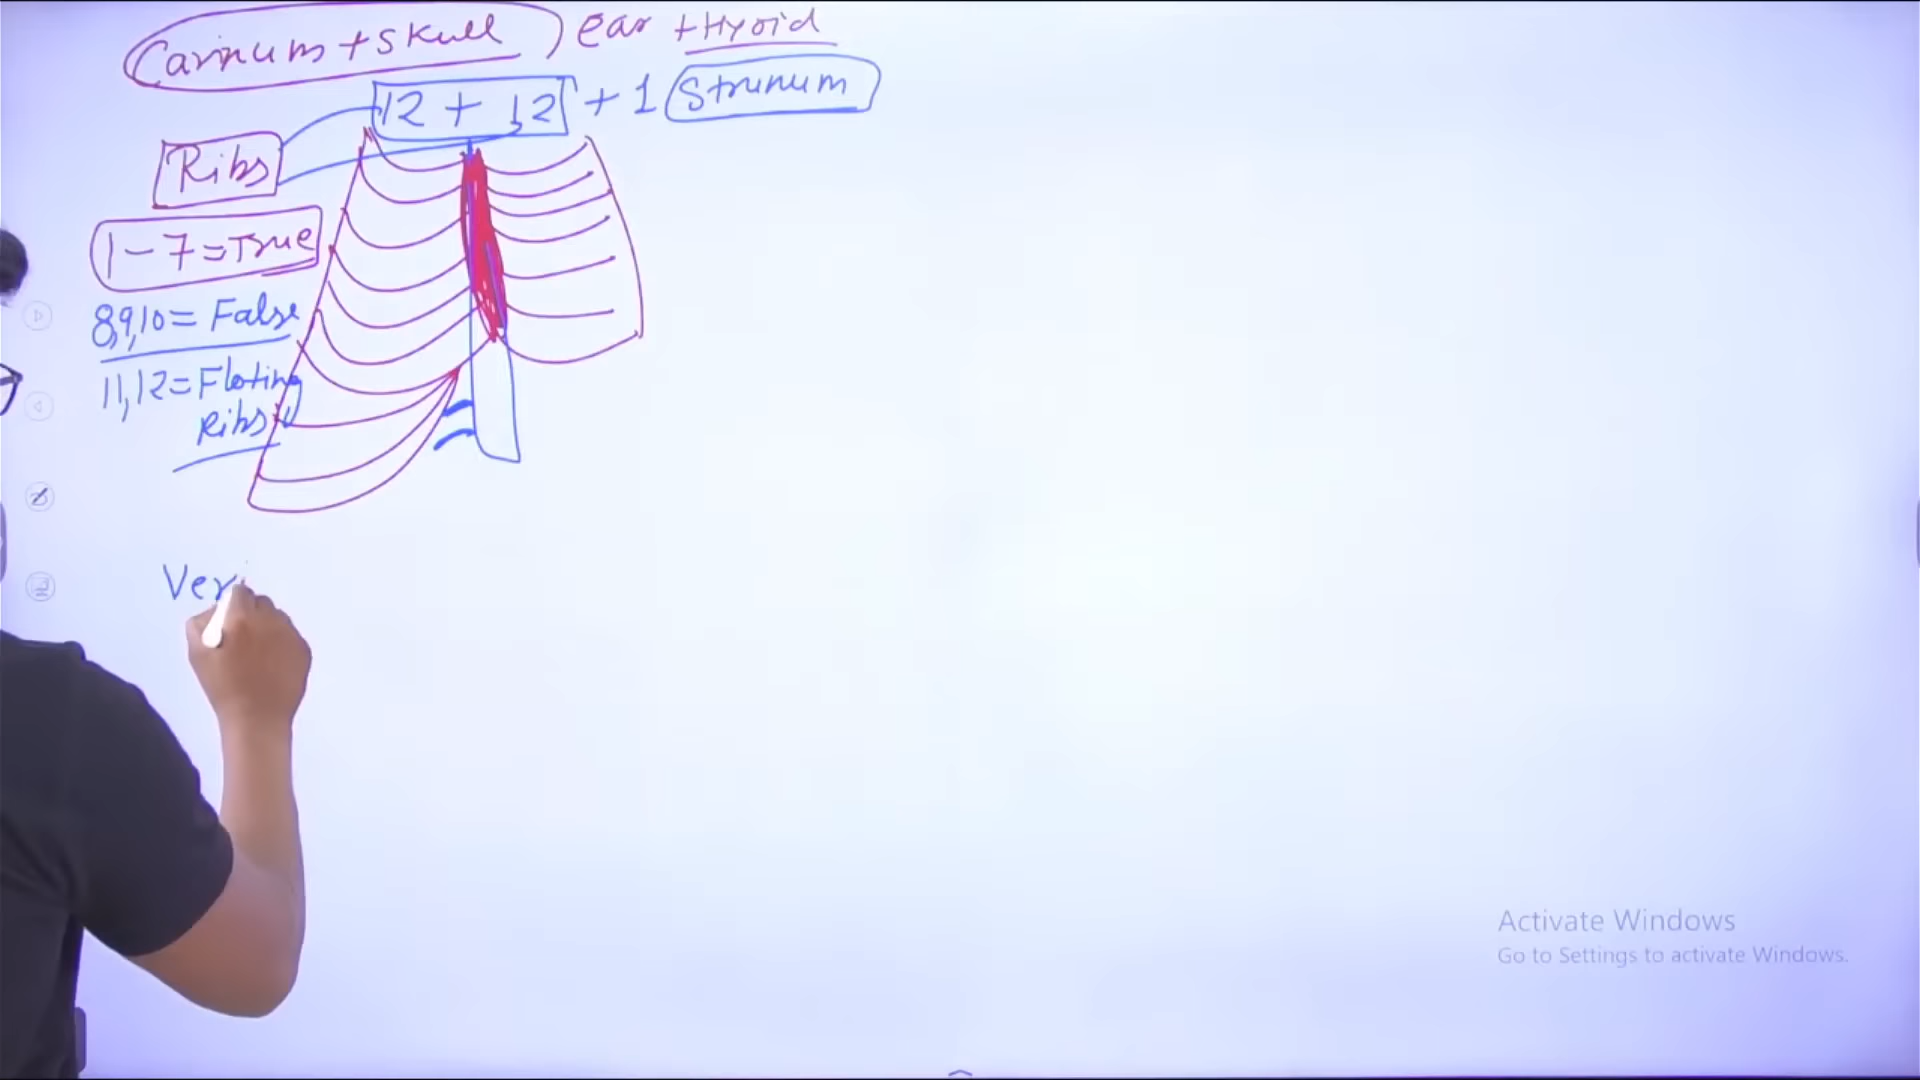 Carinum + skull ) ear + Hyoid
12 + 12 + 1 Strunum
Ribs
1 - 7 = True
8,9,10 = False
11,12 = Floting
Ribs
Ver
Activate Windows
Go to Settings to activate Windows.